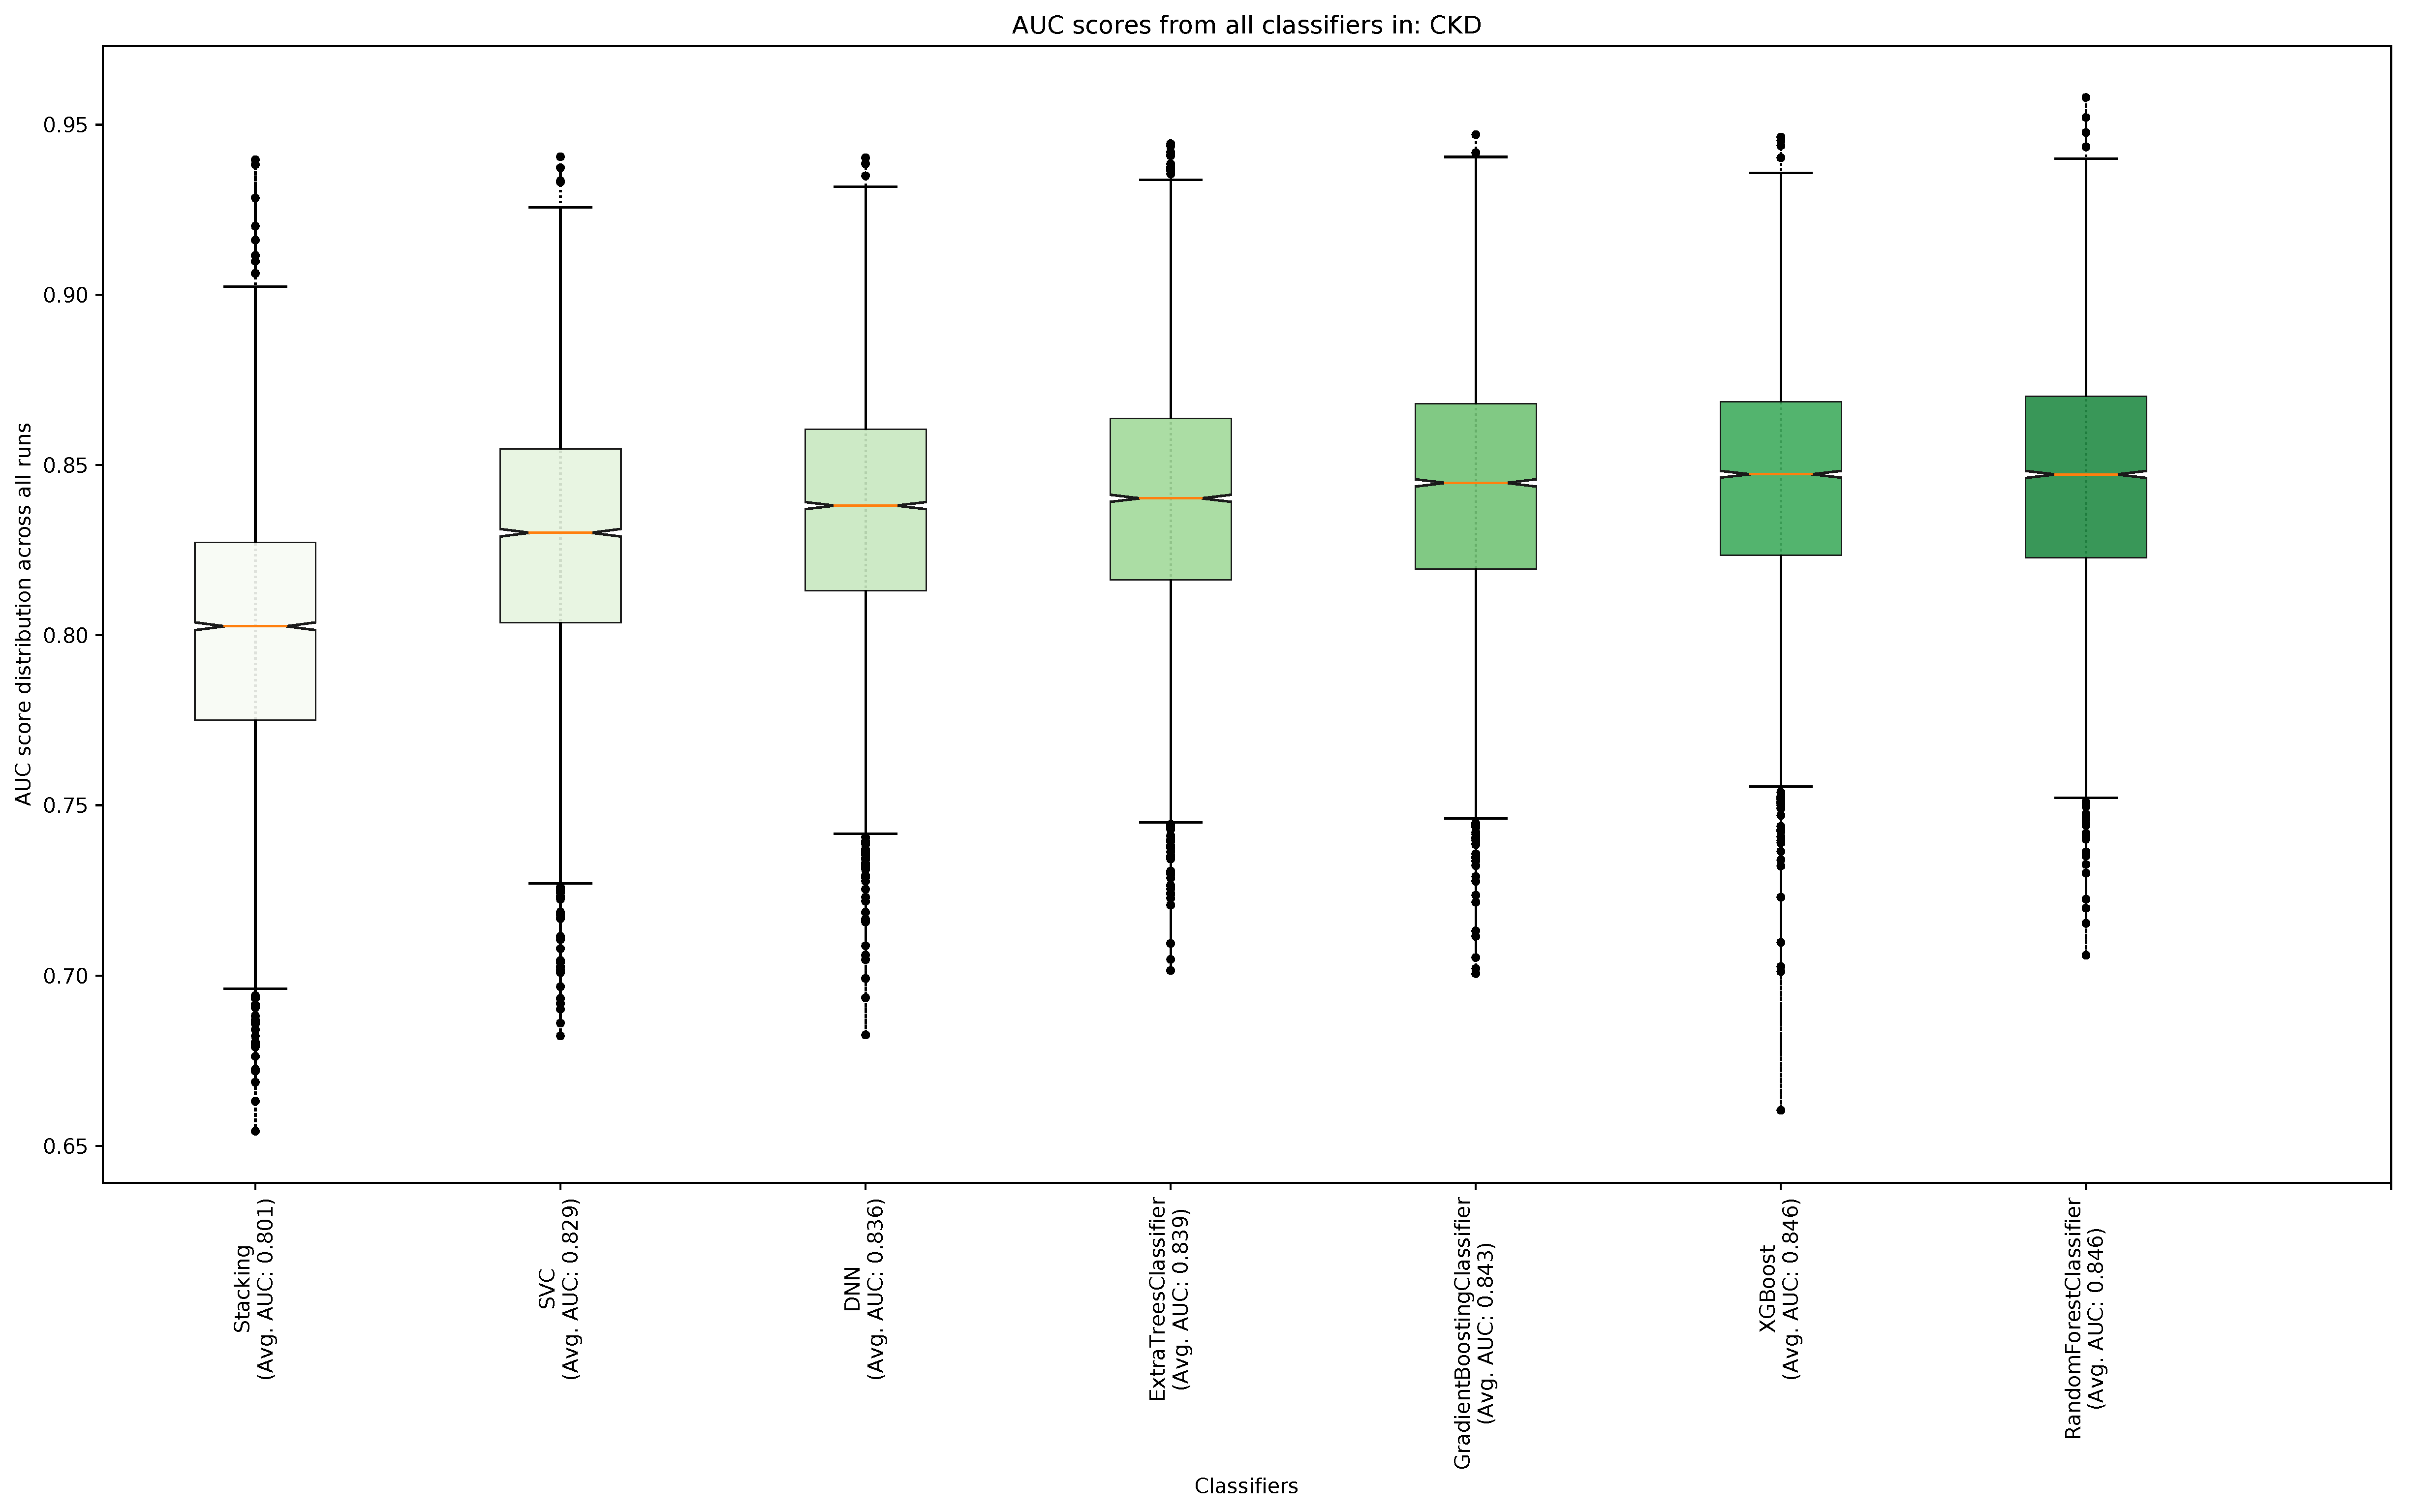 AUC scores from all classifiers in: CKD
AUC score distribution across all runs
0.95
0.90
0.85
0.80
0.75
0.70
0.65
Stacking
(Avg. AUC: 0.801)
SVC
(Avg. AUC: 0.829)
DNN
(Avg. AUC: 0.836)
ExtraTreesClassifier
(Avg. AUC: 0.839)
GradientBoostingClassifier
(Avg. AUC: 0.843)
XGBoost
(Avg. AUC: 0.846)
RandomForestClassifier
(Avg. AUC: 0.846)
Classifiers